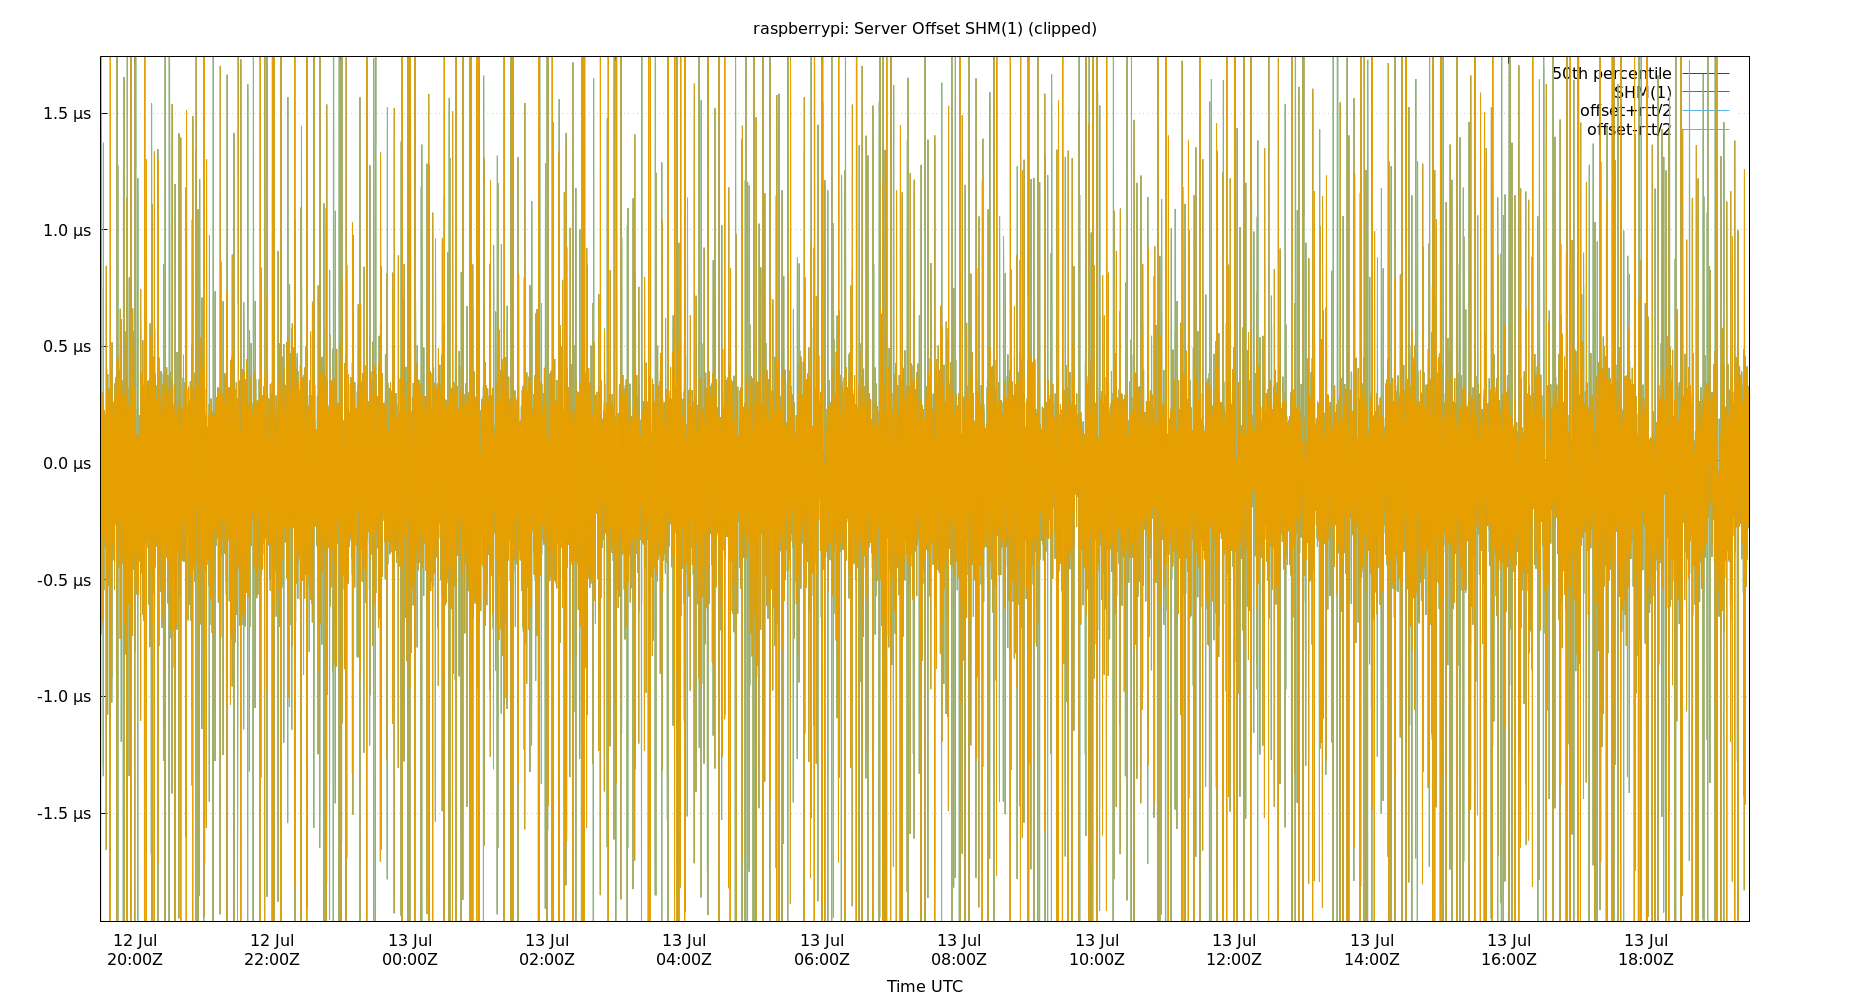 raspberrypi: Server Offset SHM(1) (clipped)
50th percentile
SHM(1)
offset+rtt/2
offset-rtt/2
1.5 µs
1.0 µs
0.5 µs
0.0 µs
-0.5 µs
-1.0 µs
-1.5 µs
12 Jul 12 Jul 13 Jul 13 Jul 13 Jul 13 Jul 13 Jul 13 Jul 13 Jul 13 Jul 13 Jul 13 Jul
20:00Z 22:00Z 00:00Z 02:00Z 04:00Z 06:00Z 08:00Z 10:00Z 12:00Z 14:00Z 16:00Z 18:00Z
Time UTC